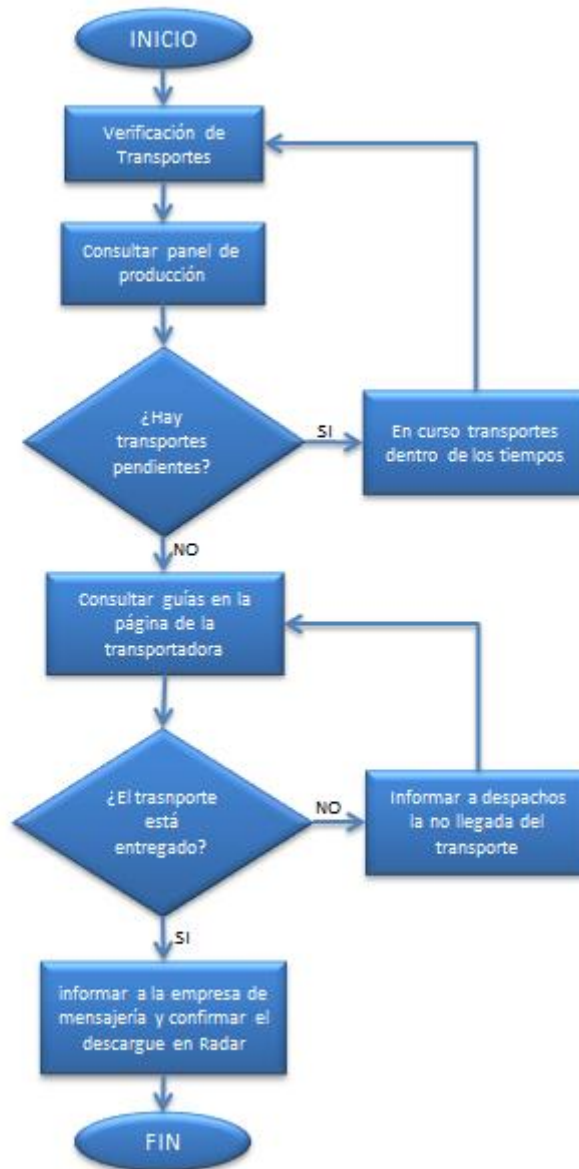 INICIO
Verificación de
Transportes
Consultar panel de
producción
¿Hay
transportes
pendientes?
SI
En curso transportes
dentro de los tiempos
NO
Consultar guías en la
página de la
transportadora
¿El trasnporte
está
entregado?
NO
Informar a despachos
la no llegada del
transporte
SI
informar a la empresa de
mensajería y confirmar el
descargue en Radar
FIN